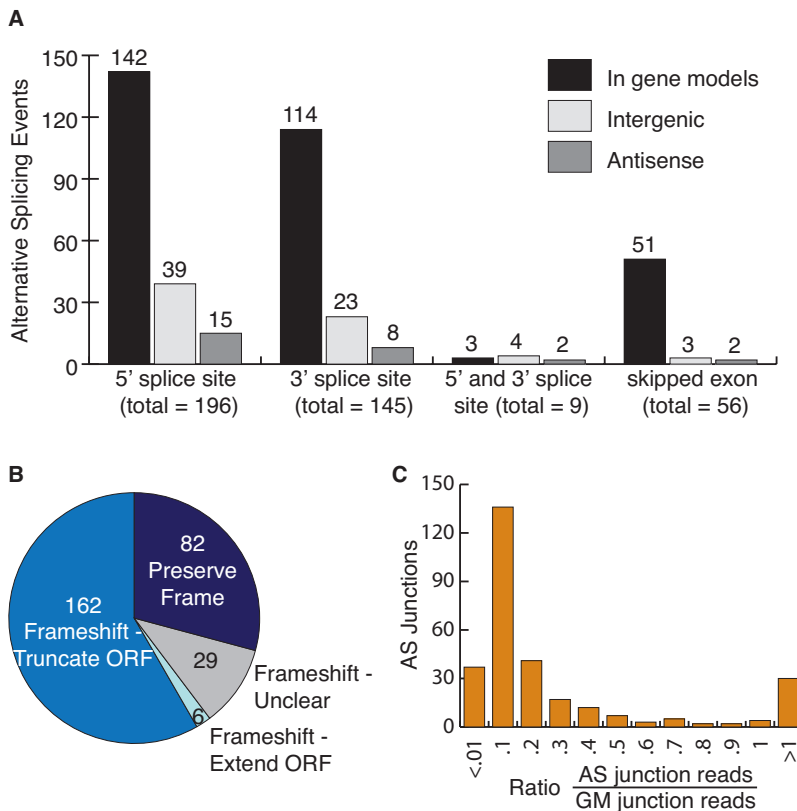 A
Alternative Splicing Events
150
120
90
60
30
0
142
39
15
114
23
8
3
4
2
51
3
2
In gene models
Intergenic
Antisense
5’ splice site
(total = 196)
3’ splice site
(total = 145)
5’ and 3’ splice
site (total = 9)
skipped exon
(total = 56)
B
82
Preserve
Frame
162
Frameshift -
Truncate ORF
29
Frameshift -
Unclear
6
Frameshift -
Extend ORF
C
AS Junctions
150
120
90
60
30
0
<.01
.1
.2
.3
.4
.5
.6
.7
.8
.9
1
>1
Ratio
AS junction reads
GM junction reads